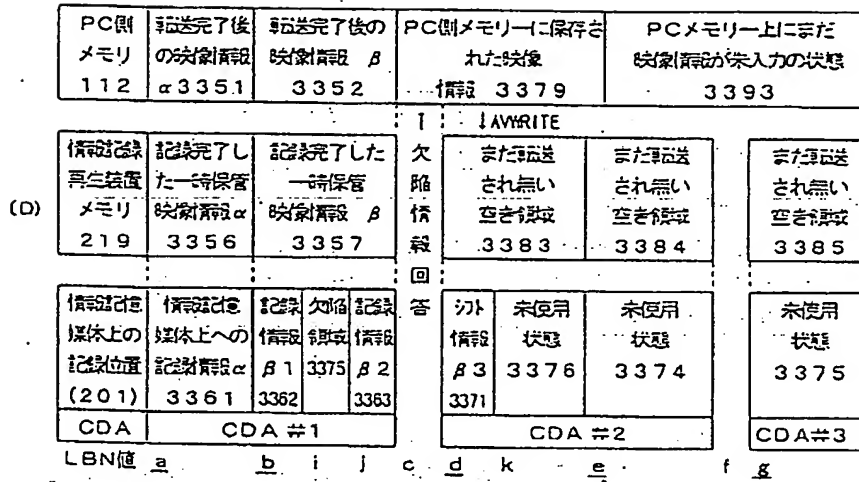 PC側
メモリ
112
転送完了後
の映像情報
α3351
転送完了後の
映像情報 β
3352
PC側メモリーに保存さ
れた映像
情報 3379
PCメモリー上にまだ
映像情報が未入力の状態
3393
↓AVWRITE
(D)
情報記録
再生装置
メモリ
219
記録完了し
た一時保管
映像情報α
3356
記録完了した
一時保管
映像情報 β
3357
欠
陥
情
報
回
答
まだ転送
され無い
空き領域
3383
まだ転送
され無い
空き領域
3384
まだ転送
され無い
空き領域
3385
情報記憶
媒体上の
記録位置
(201)
情報記憶
媒体上への
記録情報α
3361
記録
情報
β1
3362
欠陥
領域
3375
記録
情報
β2
3363
シフト
情報
β3
3371
未使用
状態
3376
未使用
状態
3374
未使用
状態
3375
CDA
CDA #1
CDA #2
CDA#3
LBN値 a b i j c d k e f g